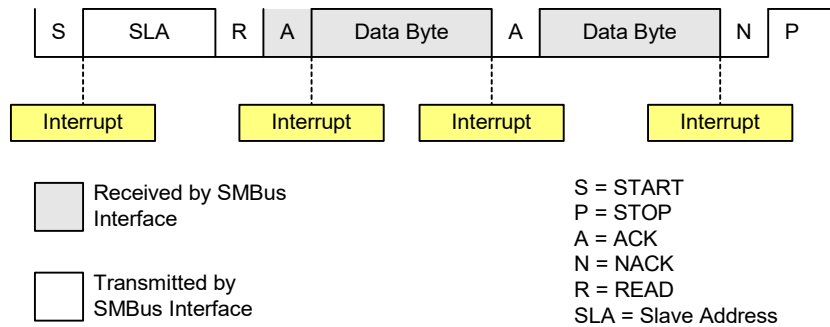 S SLA R A Data Byte A Data Byte N P
Interrupt Interrupt Interrupt Interrupt
Received by SMBus
Interface
Transmitted by
SMBus Interface
S = START
P = STOP
A = ACK
N = NACK
R = READ
SLA = Slave Address